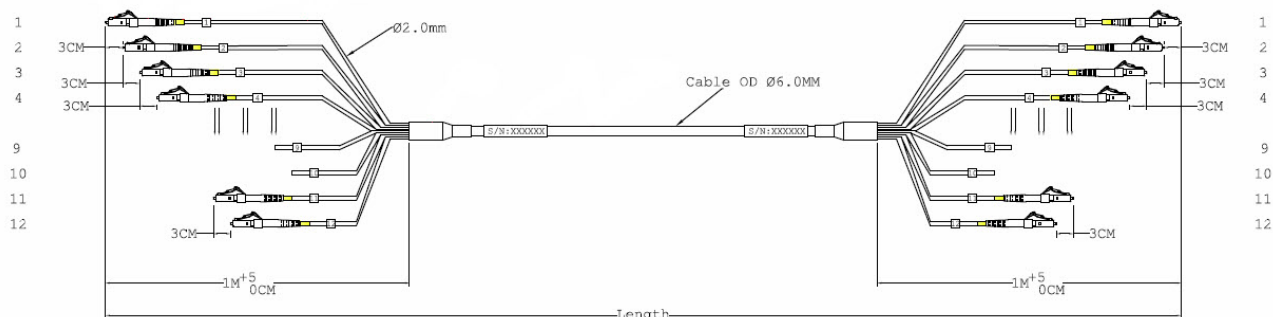 1 1
Ø2.0mm
2 3CM 3CM 2
3 3CM 3CM 3
Cable OD Ø6.0MM
4 3CM 3CM 4
S/N:XXXXXX S/N:XXXXXX
9 9 9 9
10 10
11 11
12 3CM 3CM 12
1M+5 0CM 1M+5 0CM
Length